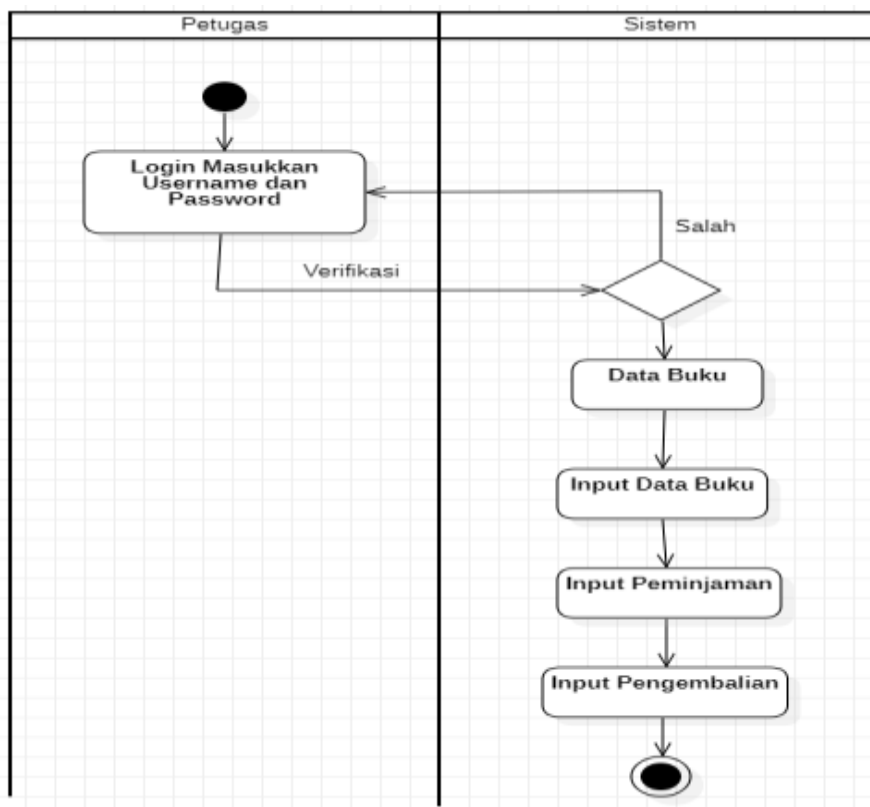 Petugas
Sistem
Login Masukkan
Username dan
Password
Salah
Verifikasi
Data Buku
Input Data Buku
Input Peminjaman
Input Pengembalian